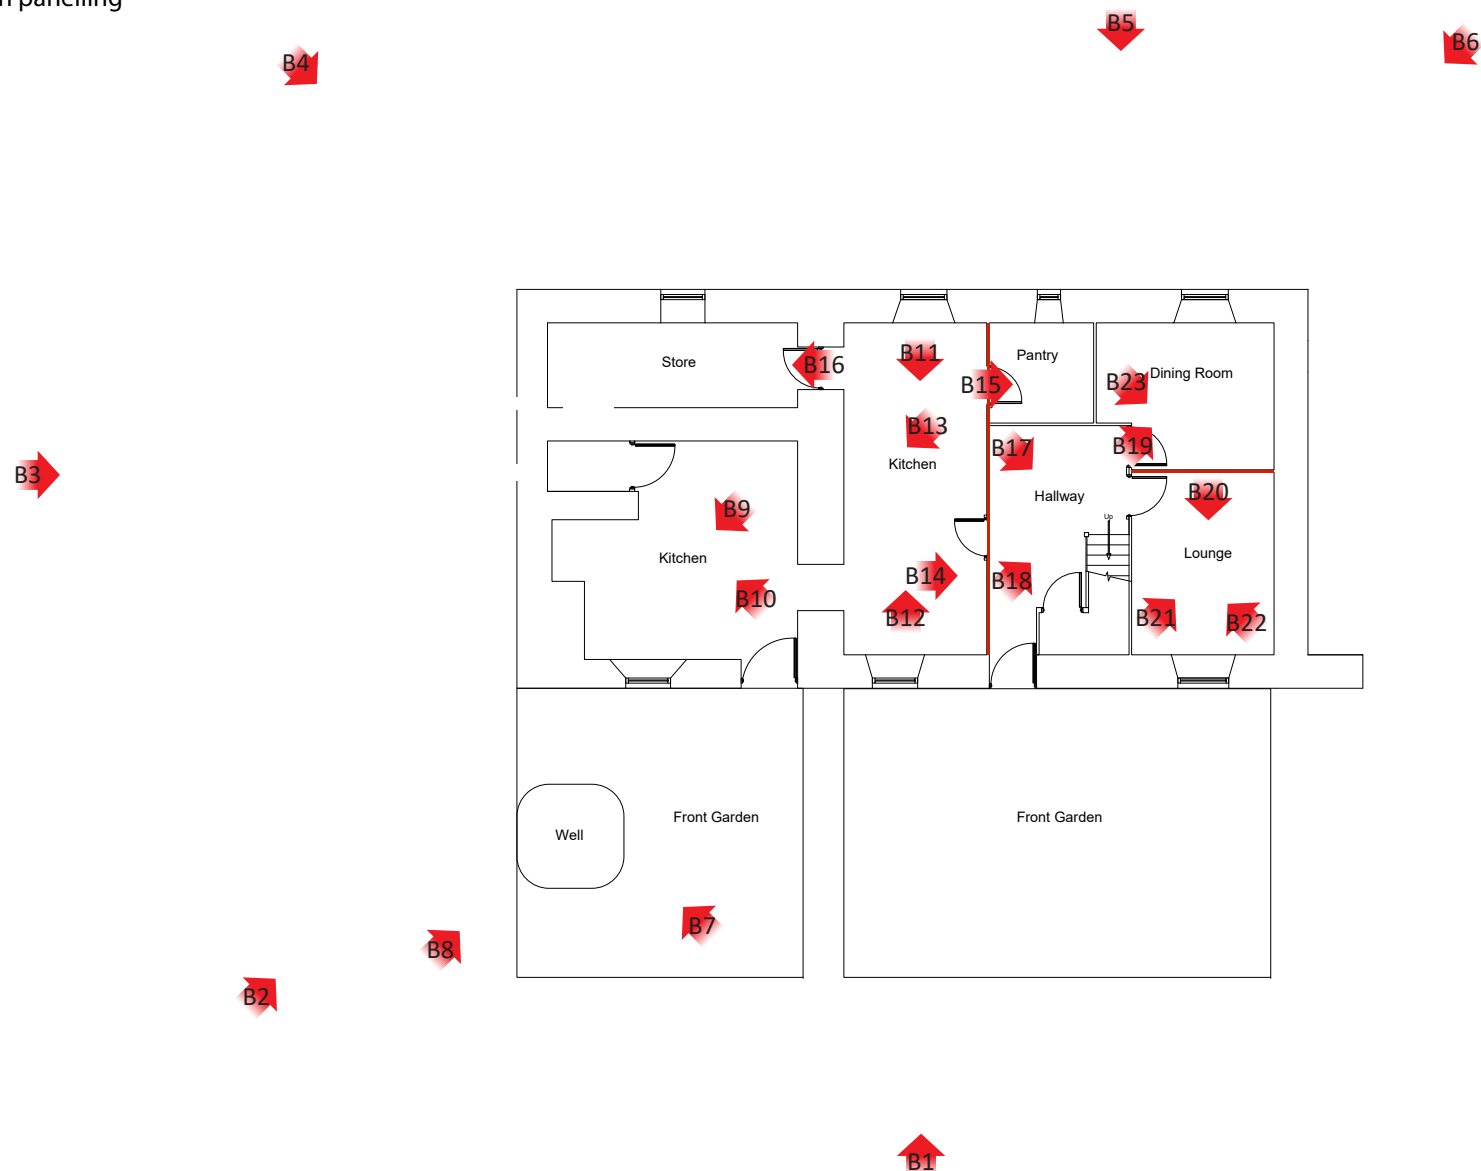 panelling
B5
B6
B4
B11
Pantry
Store
B16
B15
B23
Dining Room
B13
B17
B19
Kitchen
B3
B20
Hallway
B9
Up
Lounge
Kitchen
B14
B18
B10
B12
B21
B22
Front Garden
Front Garden
Well
B7
B8
B2
B1